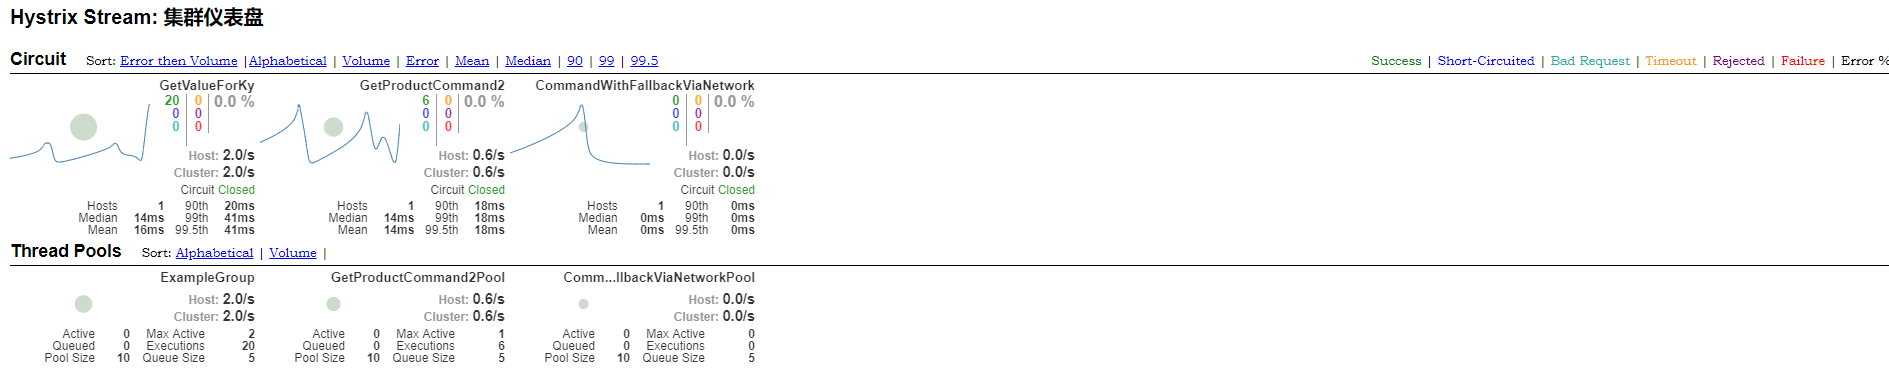 Hystrix Stream: 集群仪表盘
Circuit Sort: Error then Volume | Alphabetical | Volume | Error | Mean | Median | 90 | 99 | 99.5 Success | Short-Circuited | Bad Request | Timeout | Rejected | Failure | Error %
GetValueForKy GetProductCommand2 CommandWithFallbackViaNetwork
20 0 0.0 % 6 0 0.0 % 0 0 0.0 %
0 0 0 0 0 0
0 0 0 0 0 0
Host: 2.0/s Host: 0.6/s Host: 0.0/s
Cluster: 2.0/s Cluster: 0.6/s Cluster: 0.0/s
Circuit Closed Circuit Closed Circuit Closed
Hosts 1 90th 20ms Hosts 1 90th 18ms Hosts 1 90th 0ms
Median 14ms 99th 41ms Median 14ms 99th 18ms Median 0ms 99th 0ms
Mean 16ms 99.5th 41ms Mean 14ms 99.5th 18ms Mean 0ms 99.5th 0ms
Thread Pools Sort: Alphabetical | Volume |
ExampleGroup GetProductCommand2Pool Comm...llbackViaNetworkPool
Host: 2.0/s Host: 0.6/s Host: 0.0/s
Cluster: 2.0/s Cluster: 0.6/s Cluster: 0.0/s
Active 0 Max Active 2 Active 0 Max Active 1 Active 0 Max Active 0
Queued 0 Executions 20 Queued 0 Executions 6 Queued 0 Executions 0
Pool Size 10 Queue Size 5 Pool Size 10 Queue Size 5 Pool Size 10 Queue Size 5